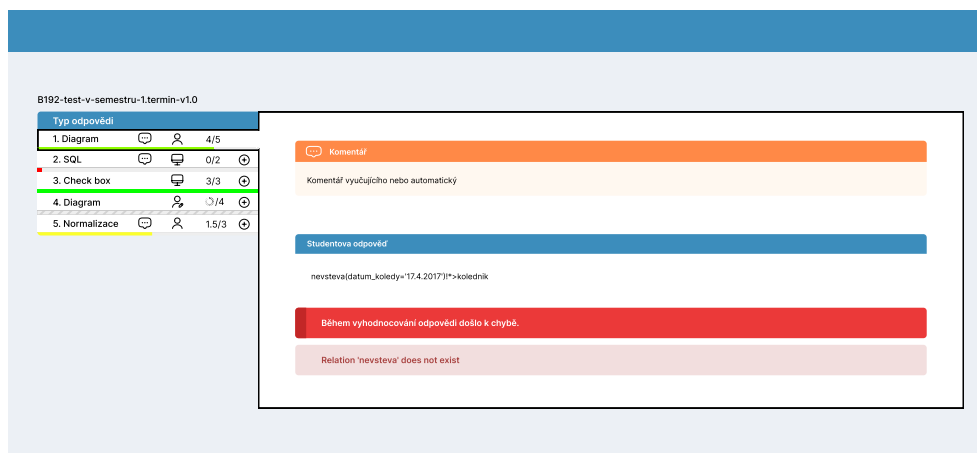 B192-test-v-semestru-1.termin-v1.0
Typ odpovědí
1. Diagram 4/5
2. SQL 0/2
3. Check box 3/3
4. Diagram /4
5. Normalizace 1.5/3
Komentář
Komentář vyučujícího nebo automatický
Studentova odpověď
nevsteva(datum_koledy='17.4.2017')!*>kolednik
Během vyhodnocování odpovědi došlo k chybě.
Relation 'nevsteva' does not exist